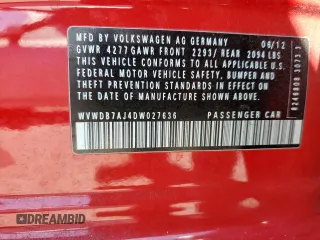 MFD BY VOLKSWAGEN AG GERMANY 06/12
GVWR 4277 GAWR FRONT 2293/ REAR 2094 LBS
THIS VEHICLE CONFORMS TO ALL APPLICABLE U.S.
FEDERAL MOTOR VEHICLE SAFETY, BUMPER AND
THEFT PREVENTION STANDARDS IN EFFECT ON THE
DATE OF MANUFACTURE SHOWN ABOVE.
WVWDB7AJ4DW027636 PASSENGER CAR
DREAMBID